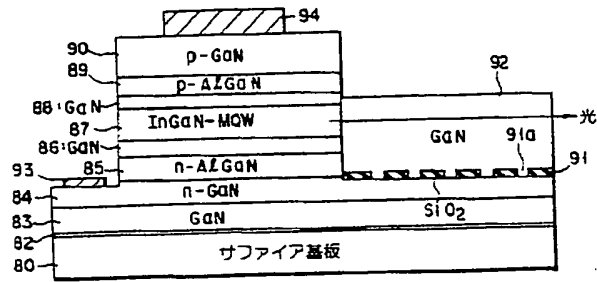 94
90
p-GaN
89
p-AlGaN
92
88:GaN
87
InGaN-MQW
光
86:GaN
GaN
91a
91
85
n-AlGaN
93
84
n-GaN
SiO₂
83
GaN
82
80
サファイア基板